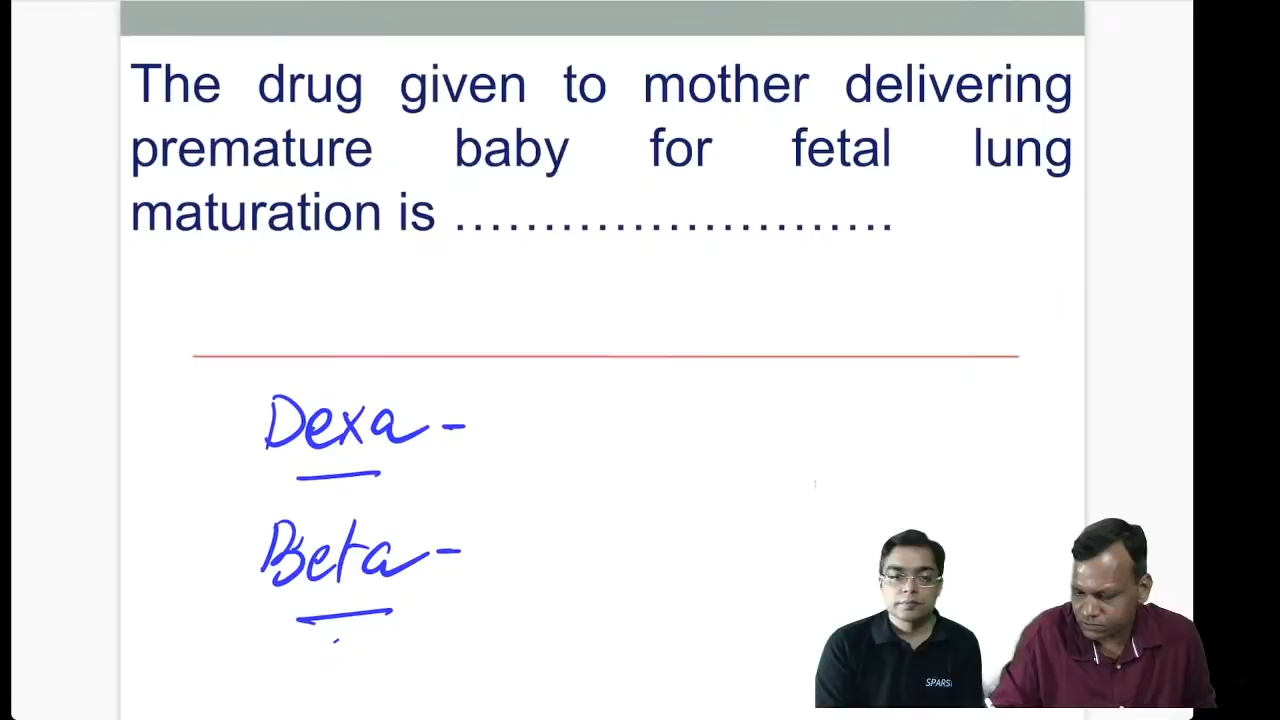 The drug given to mother delivering
premature baby for fetal lung
maturation is ...........................
Dexa -
Beta -
SPARSH